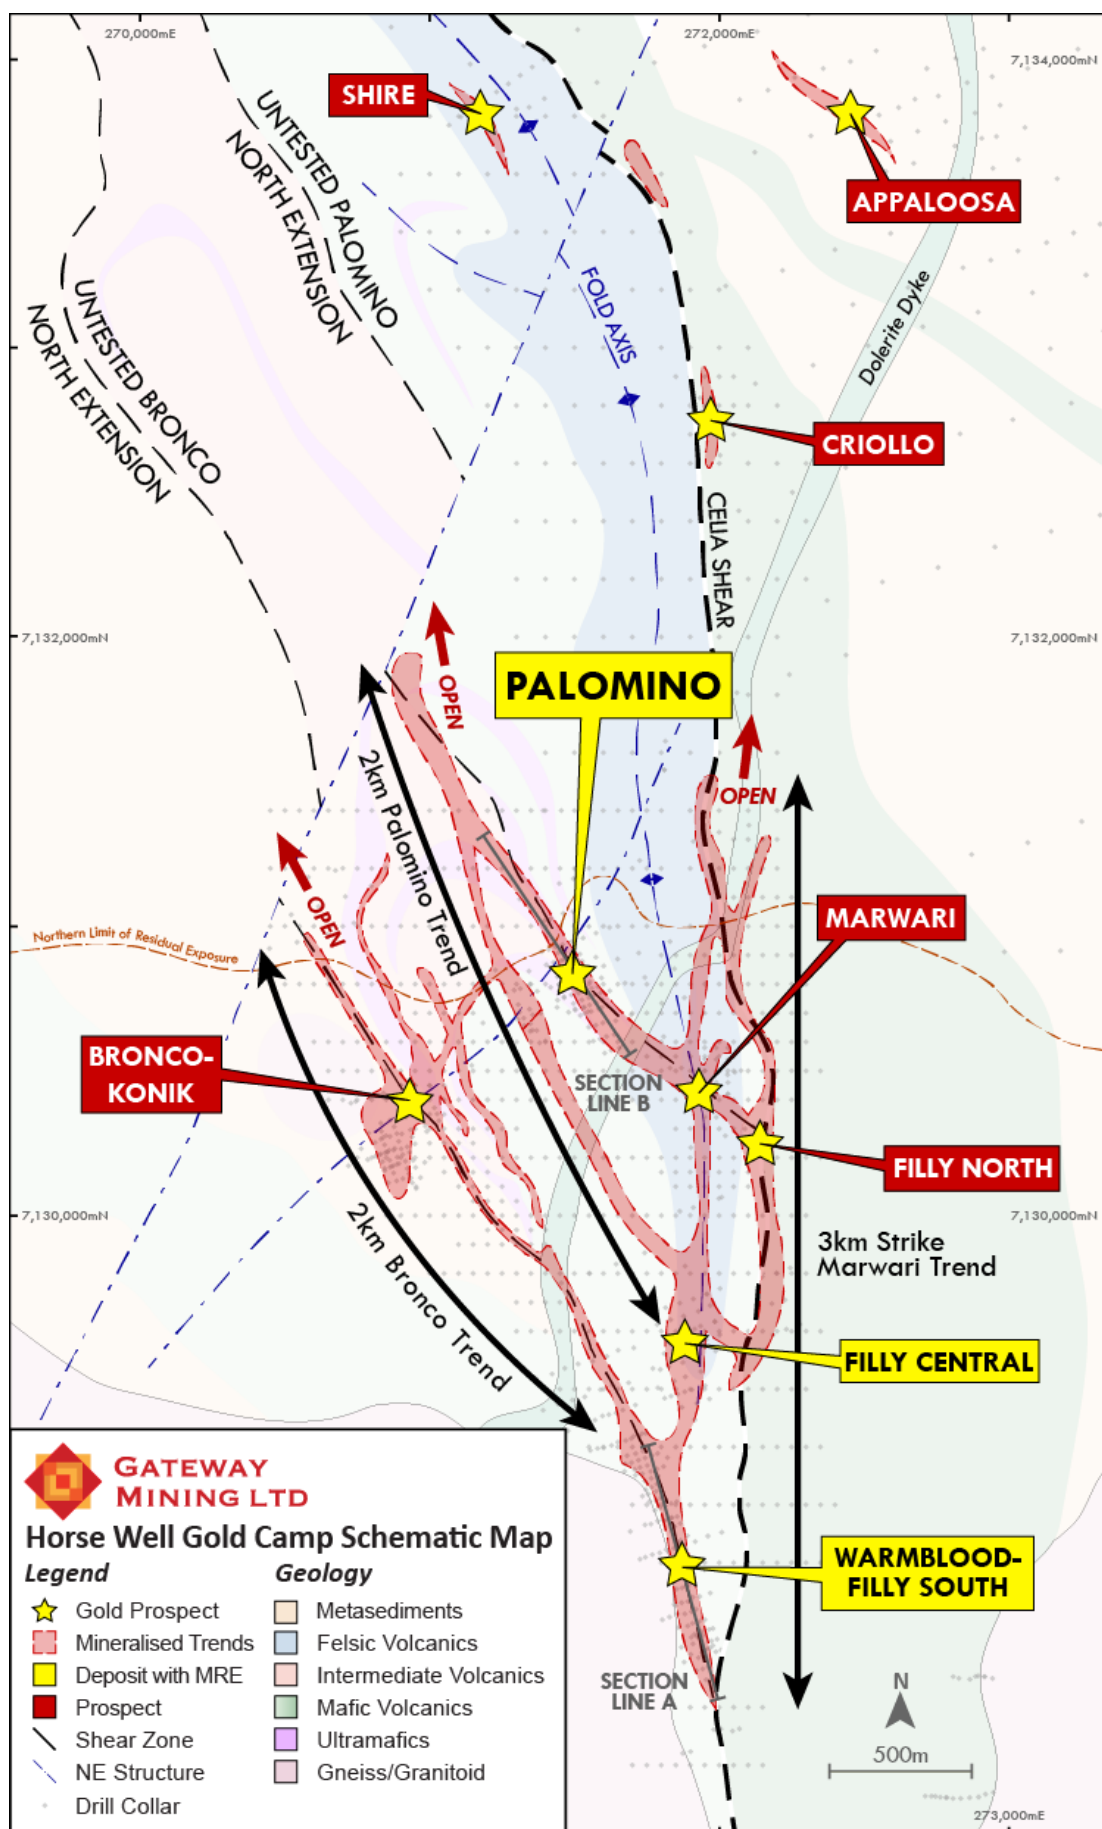 270,000mE
272,000mE
7,134,000mN
SHIRE
UNTESTED PALOMINO
NORTH EXTENSION
APPALOOSA
UNTESTED BRONCO
NORTH EXTENSION
FOLD AXIS
Dolerite Dyke
CRIOLLO
CELIA SHEAR
7,132,000mN
7,132,000mN
OPEN
PALOMINO
2km Palomino Trend
OPEN
OPEN
MARWARI
Northern Limit of Residual Exposure
BRONCO-
KONIK
SECTION
LINE B
FILLY NORTH
7,130,000mN
7,130,000mN
2km Bronco Trend
3km Strike
Marwari Trend
FILLY CENTRAL
GATEWAY
MINING LTD
Horse Well Gold Camp Schematic Map
Legend
Gold Prospect
Mineralised Trends
Deposit with MRE
Prospect
Shear Zone
NE Structure
Drill Collar
Geology
Metasediments
Felsic Volcanics
Intermediate Volcanics
Mafic Volcanics
Ultramafics
Gneiss/Granitoid
WARMBLOOD-
FILLY SOUTH
SECTION
LINE A
N
500m
273,000mE